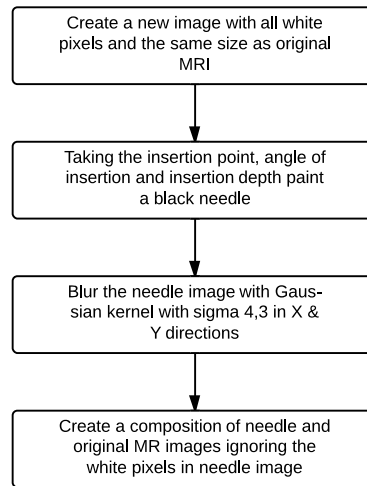 Create a new image with all white
pixels and the same size as original
MRI
Taking the insertion point, angle of
insertion and insertion depth paint
a black needle
Blur the needle image with Gaus-
sian kernel with sigma 4,3 in X &
Y directions
Create a composition of needle and
original MR images ignoring the
white pixels in needle image